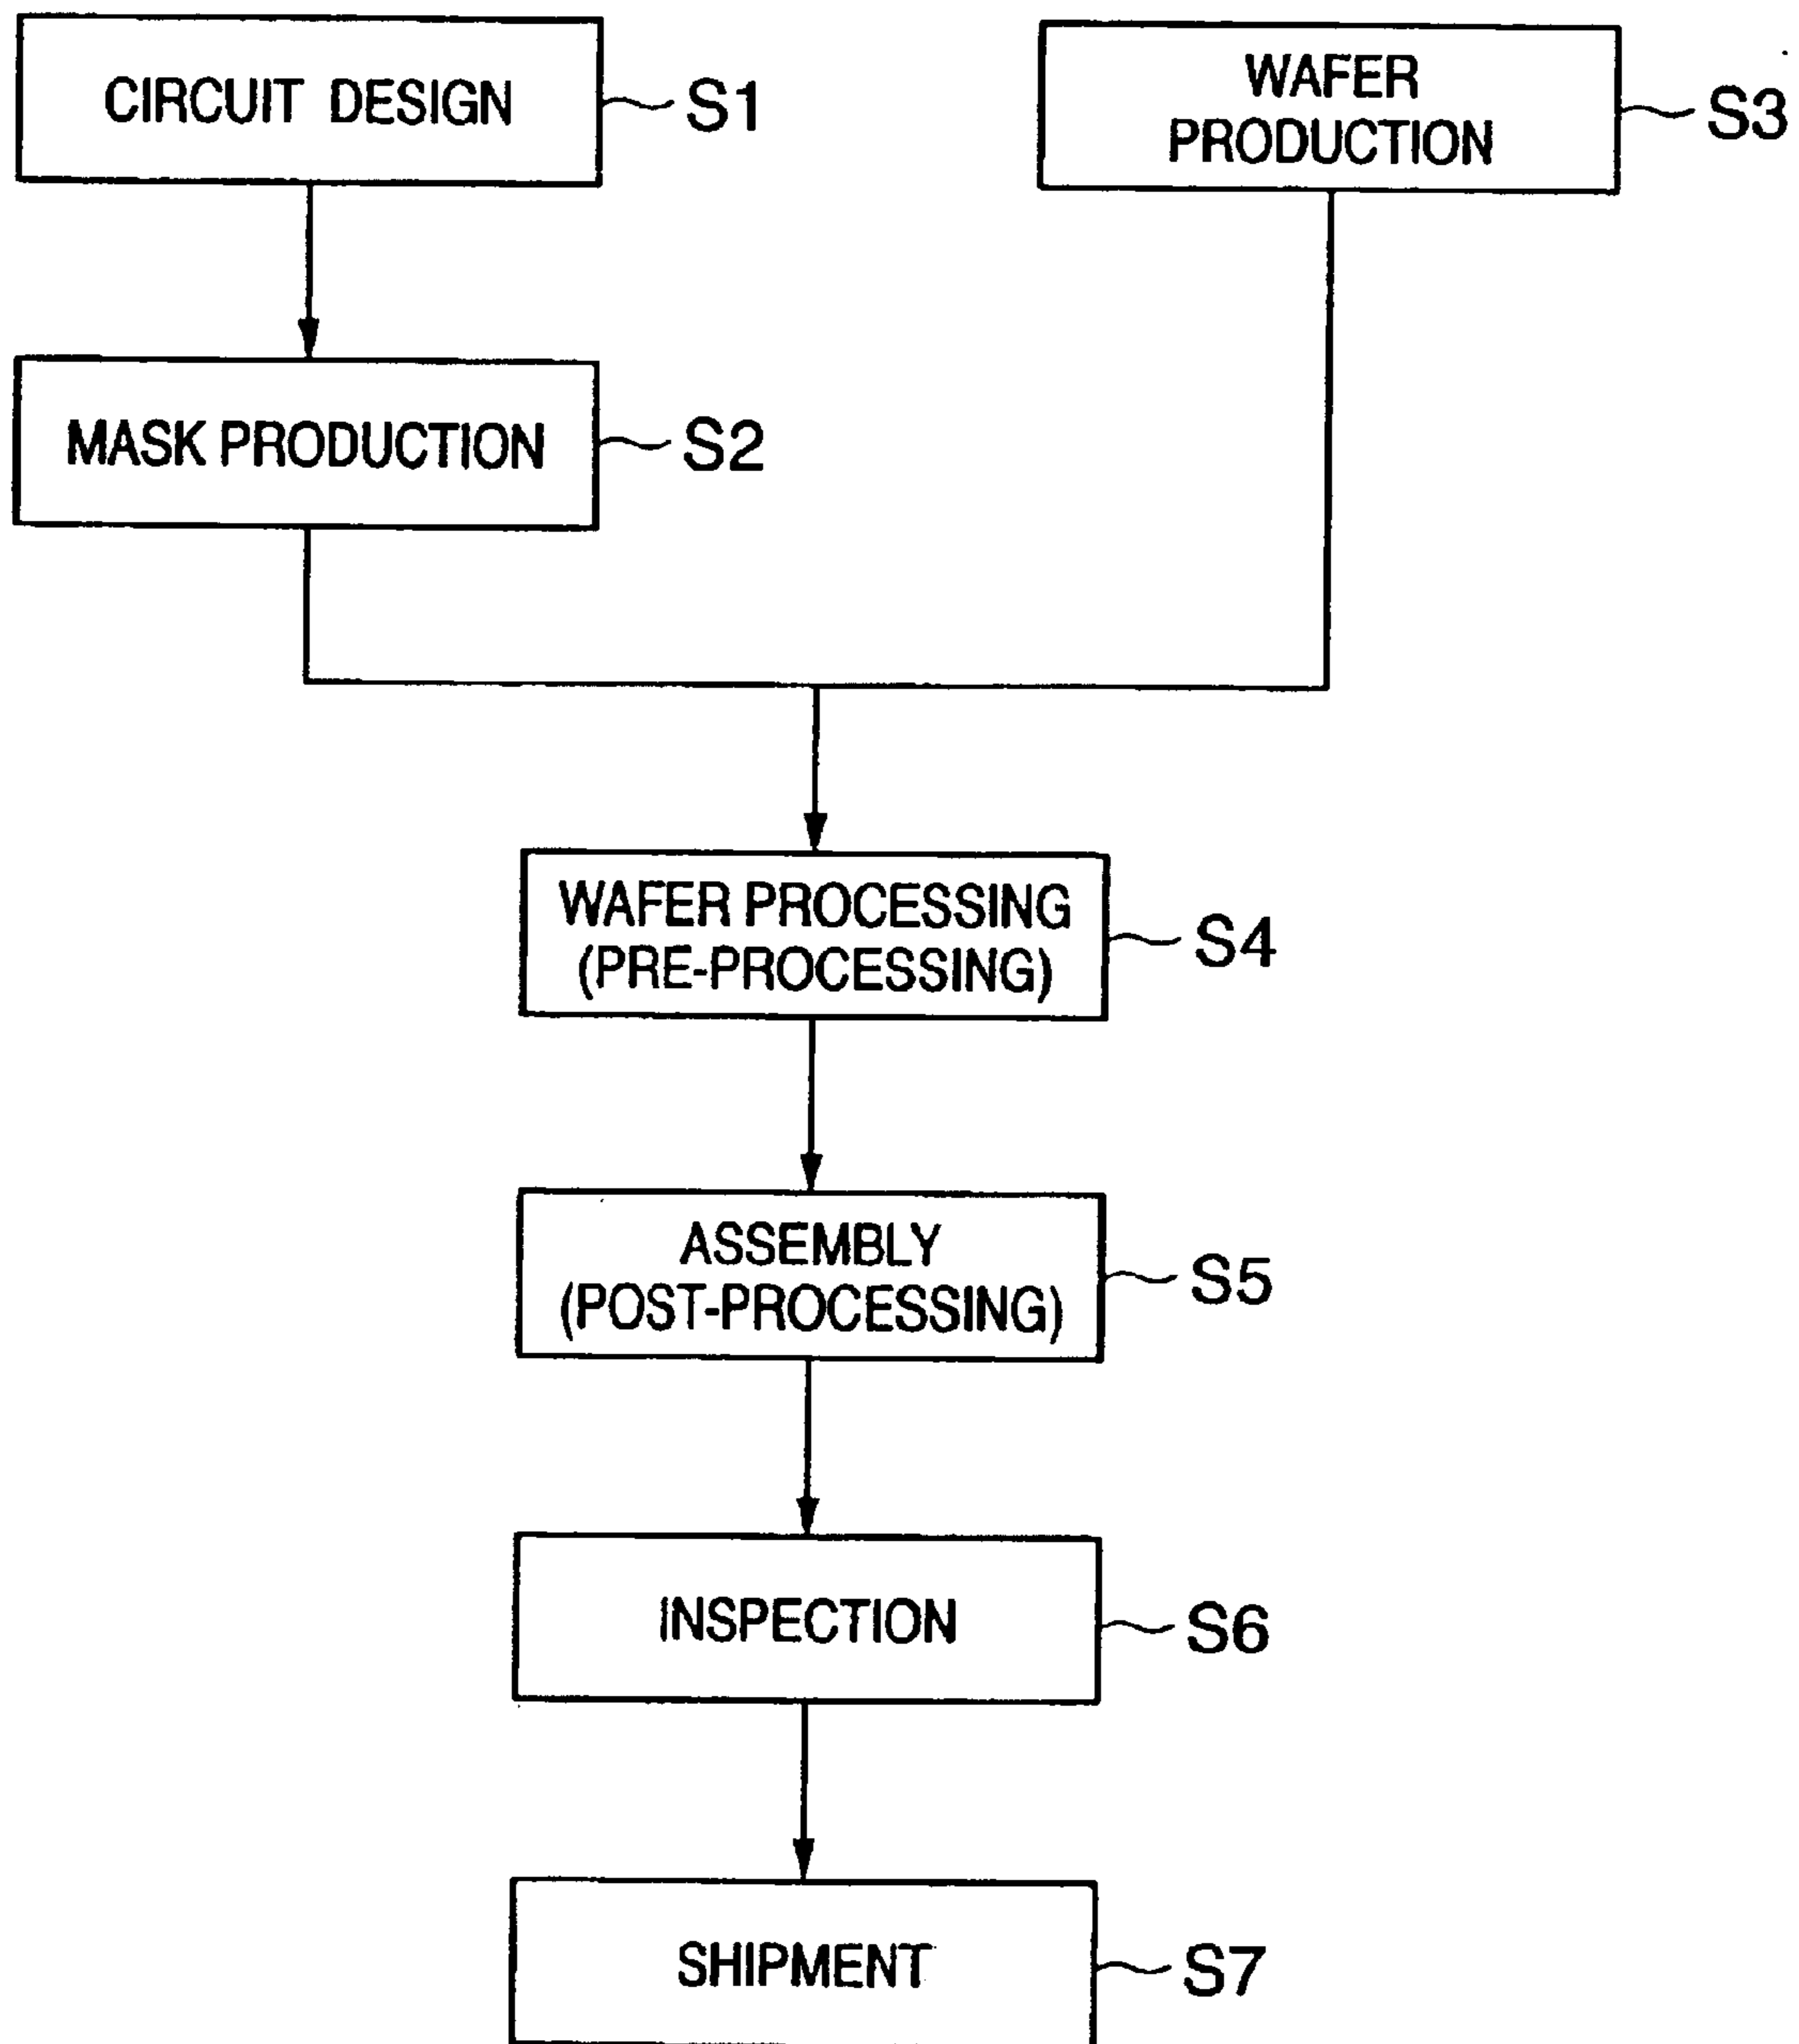 CIRCUIT DESIGN
S1
WAFER
PRODUCTION
S3
MASK PRODUCTION
S2
WAFER PROCESSING
(PRE-PROCESSING)
S4
ASSEMBLY
(POST-PROCESSING)
S5
INSPECTION
S6
SHIPMENT
S7